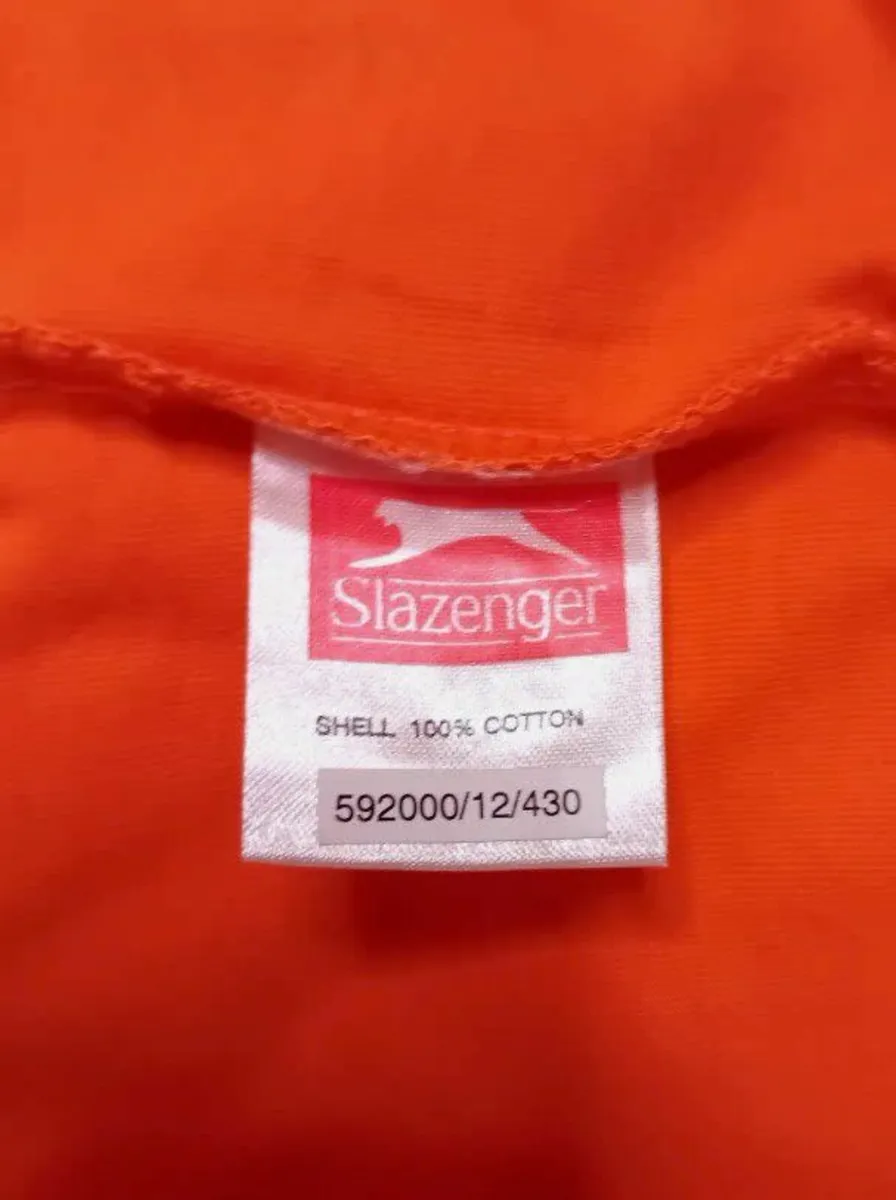 Slazenger
SHELL 100% COTTON
592000/12/430